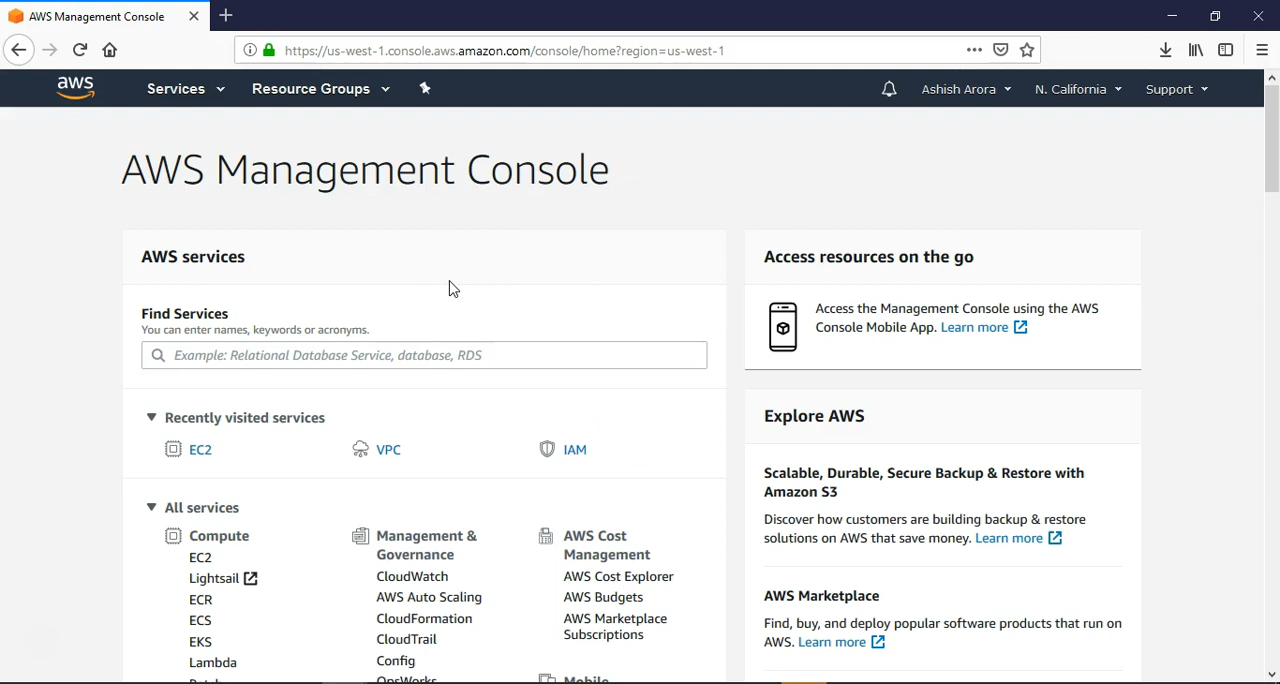 AWS Management Console
https://us-west-1.console.aws.amazon.com/console/home?region=us-west-1
aws
Services
Resource Groups
Ashish Arora
N. California
Support
AWS Management Console
AWS services
Find Services
You can enter names, keywords or acronyms.
Example: Relational Database Service, database, RDS
Recently visited services
EC2
VPC
IAM
All services
Compute
EC2
Lightsail
ECR
ECS
EKS
Lambda
Management &
Governance
CloudWatch
AWS Auto Scaling
CloudFormation
CloudTrail
Config
OpsWorks
AWS Cost
Management
AWS Cost Explorer
AWS Budgets
AWS Marketplace
Subscriptions
Mobile
Access resources on the go
Access the Management Console using the AWS
Console Mobile App. Learn more
Explore AWS
Scalable, Durable, Secure Backup & Restore with
Amazon S3
Discover how customers are building backup & restore
solutions on AWS that save money. Learn more
AWS Marketplace
Find, buy, and deploy popular software products that run on
AWS. Learn more